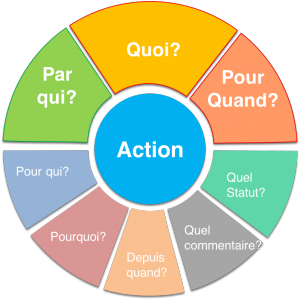 Quoi?
Par
qui?
Pour
Quand?
Action
Pour qui?
Quel
Statut?
Pourquoi?
Quel
commentaire?
Depuis
quand?